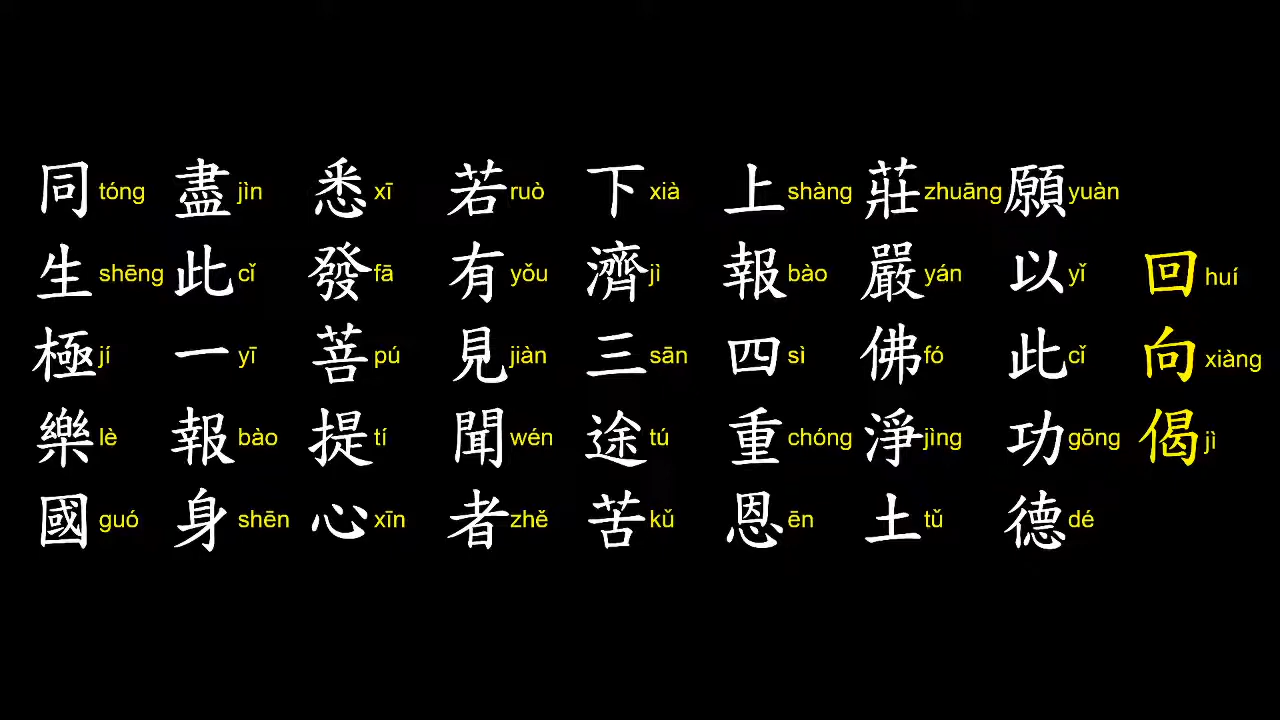 回huí向xiàng偈jì
願yuàn以yǐ此cǐ功gōng德dé
莊zhuāng嚴yán佛fó淨jìng土tǔ
上shàng報bào四sì重chóng恩ēn
下xià濟jì三sān途tú苦kǔ
若ruò有yǒu見jiàn聞wén者zhě
悉xī發fā菩pú提tí心xīn
盡jìn此cǐ一yī報bào身shēn
同tóng生shēng極jí樂lè國guó